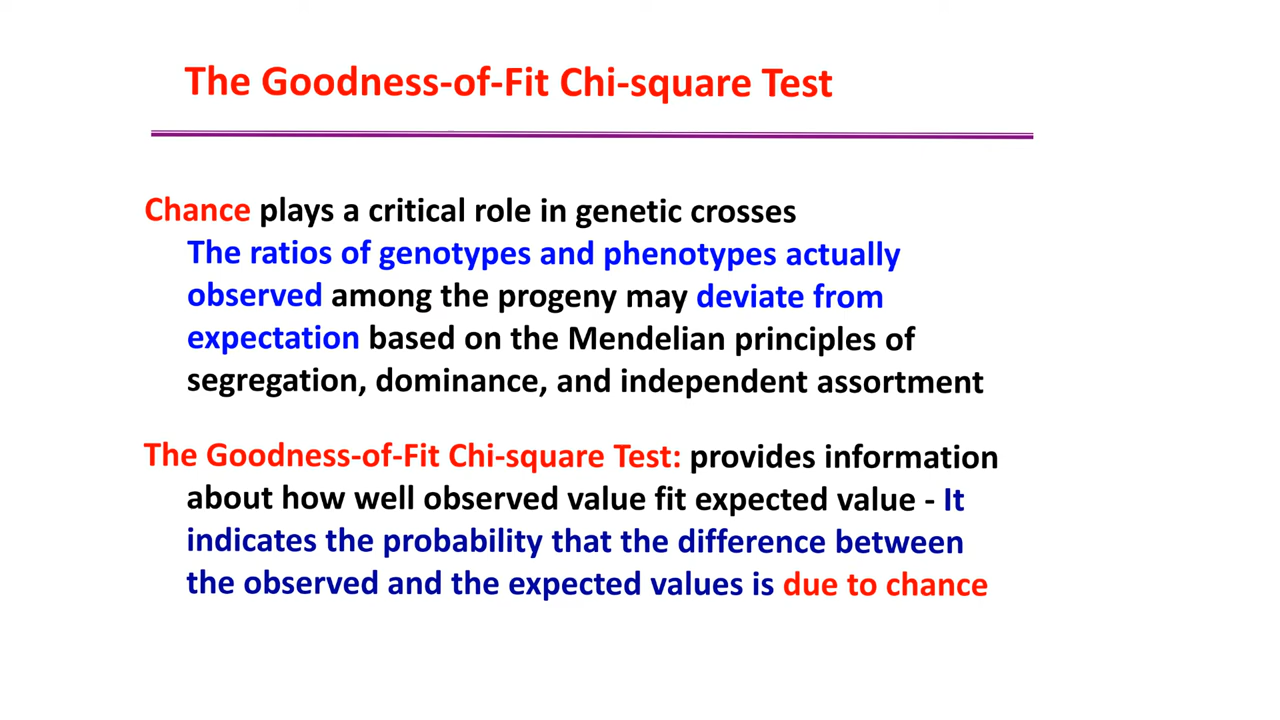 The Goodness-of-Fit Chi-square Test
Chance plays a critical role in genetic crosses
The ratios of genotypes and phenotypes actually
observed among the progeny may deviate from
expectation based on the Mendelian principles of
segregation, dominance, and independent assortment
The Goodness-of-Fit Chi-square Test: provides information
about how well observed value fit expected value - It
indicates the probability that the difference between
the observed and the expected values is due to chance